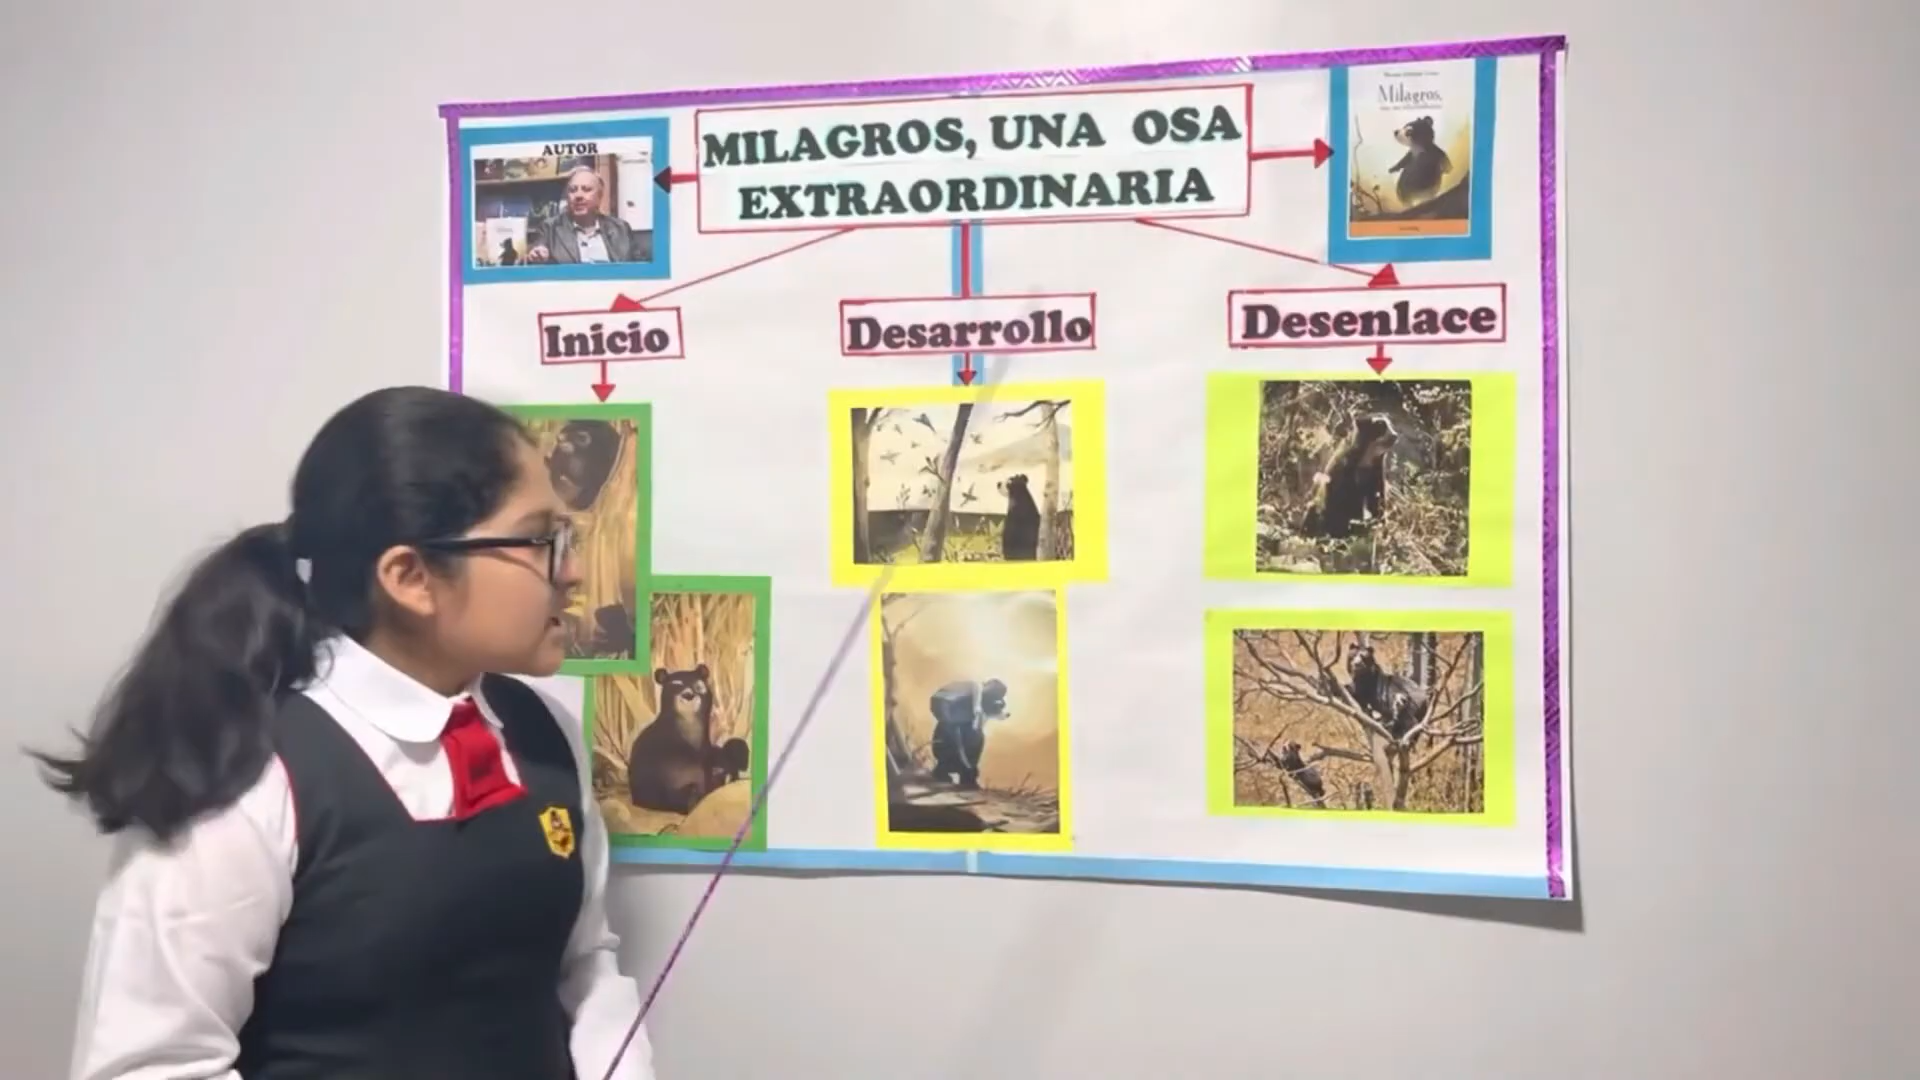 AUTOR
MILAGROS, UNA OSA
EXTRAORDINARIA
Milagros,
Inicio
Desarrollo
Desenlace